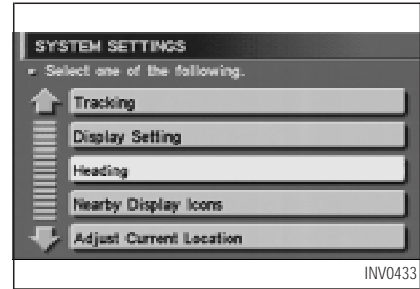 SYSTEM SETTINGS
Select one of the following.
Tracking
Display Setting
Heading
Nearby Display Icons
Adjust Current Location
INV0433